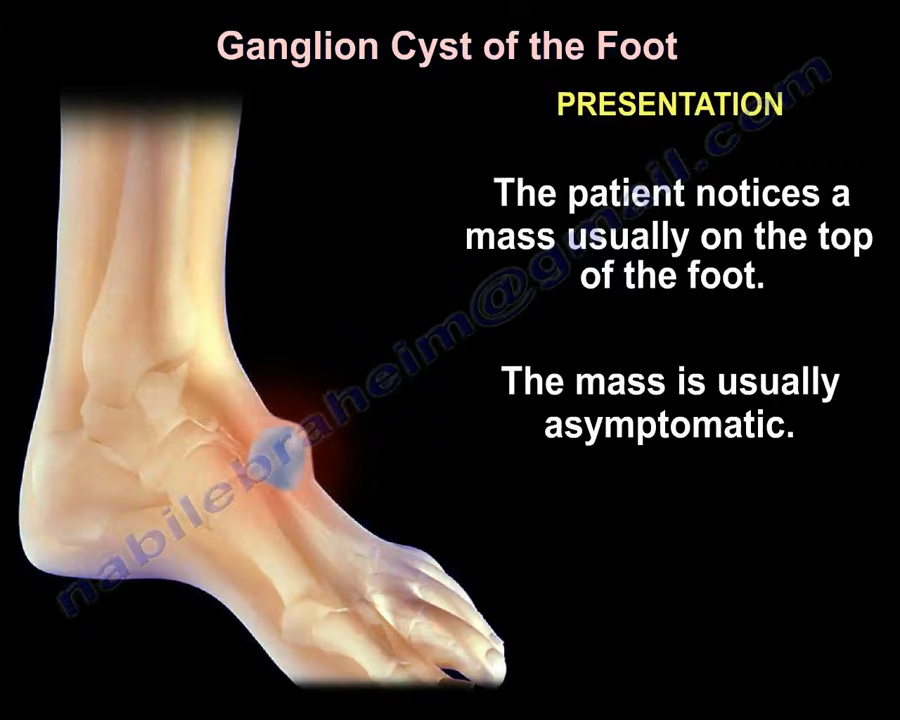 Ganglion Cyst of the Foot
PRESENTATION
The patient notices a
mass usually on the top
of the foot.
The mass is usually
asymptomatic.
nabilebraheim@gmail.com